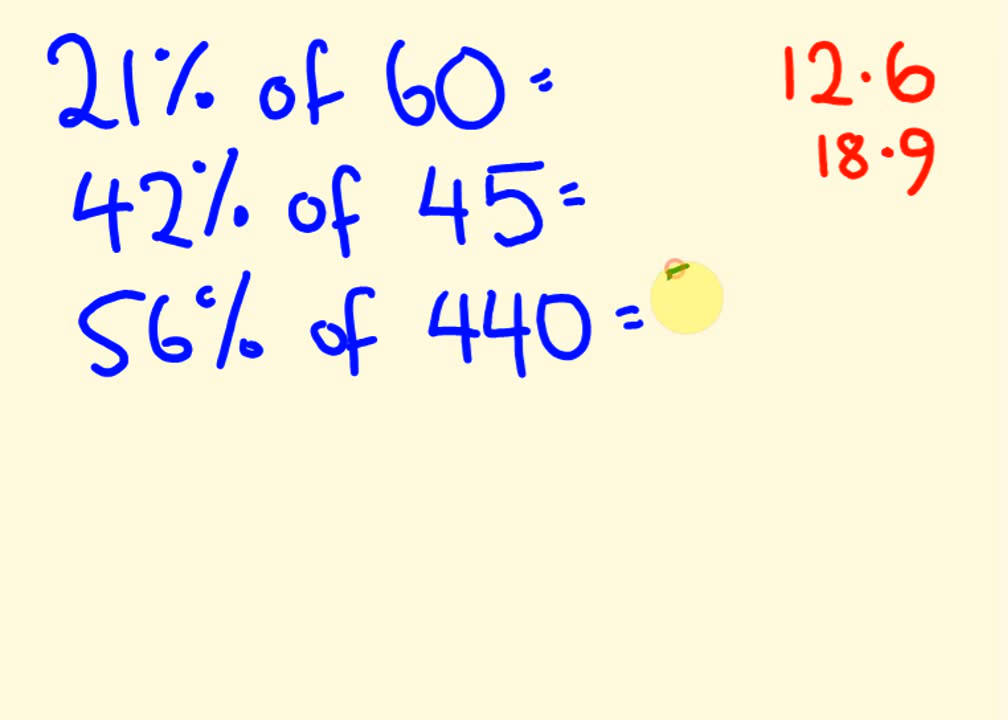 21% of 60 = 12.6
42% of 45 = 18.9
56% of 440 =